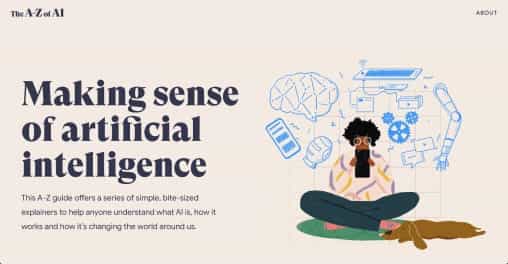 The A-Z of AI
ABOUT
Making sense
of artificial
intelligence
This A-Z guide offers a series of simple, bite-sized
explainers to help anyone understand what AI is, how it
works and how it's changing the world around us.